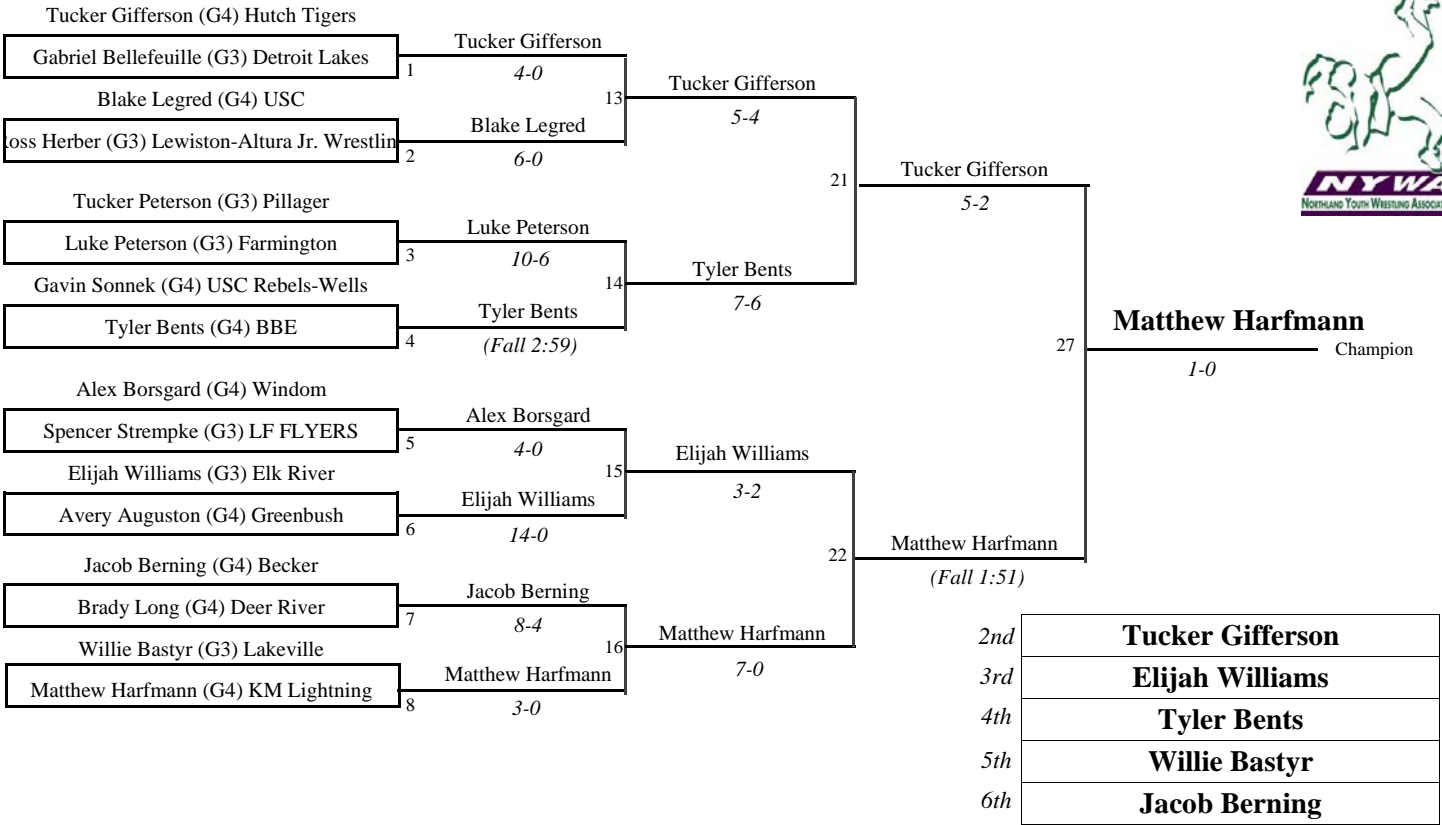 Tucker Gifferson (G4) Hutch Tigers
Gabriel Bellefeuille (G3) Detroit Lakes
1
Blake Legred (G4) USC
oss Herber (G3) Lewiston-Altura Jr. Wrestlin
2
Tucker Peterson (G3) Pillager
Luke Peterson (G3) Farmington
3
Gavin Sonnek (G4) USC Rebels-Wells
Tyler Bents (G4) BBE
4
Alex Borsgard (G4) Windom
Spencer Strempke (G3) LF FLYERS
5
Elijah Williams (G3) Elk River
Avery Auguston (G4) Greenbush
6
Jacob Berning (G4) Becker
Brady Long (G4) Deer River
7
Willie Bastyr (G3) Lakeville
Matthew Harfmann (G4) KM Lightning
8
Tucker Gifferson
4-0
13
Blake Legred
6-0
Luke Peterson
10-6
14
Tyler Bents
(Fall 2:59)
Alex Borsgard
4-0
15
Elijah Williams
14-0
Jacob Berning
8-4
16
Matthew Harfmann
3-0
Tucker Gifferson
5-4
21
Tyler Bents
7-6
Elijah Williams
3-2
22
Matthew Harfmann
7-0
Tucker Gifferson
5-2
27
Matthew Harfmann
(Fall 1:51)
Matthew Harfmann
Champion
1-0
NYWA
NORTHLAND YOUTH WRESTLING
2nd Tucker Gifferson
3rd Elijah Williams
4th Tyler Bents
5th Willie Bastyr
6th Jacob Berning